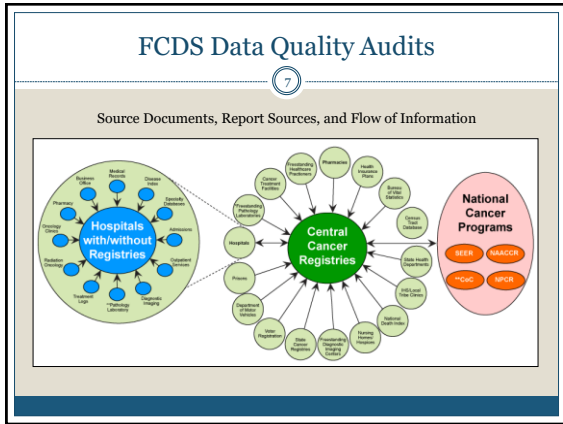 FCDS Data Quality Audits
7
Source Documents, Report Sources, and Flow of Information
Medical
Records
Business
Office
Disease
Index
Pharmacy
Specialty
Databases
Oncology
Clinics
Hospitals
with/without
Registries
Admissions
Radiation
Oncology
Outpatient
Services
Treatment
Logs
**Pathology
Laboratory
Diagnostic
Imaging
Pharmacies
Freestanding
Healthcare
Practitioners
Health
Insurance
Plans
Cancer
Treatment
Facilities
Bureau
of Vital
Statistics
*Freestanding
Pathology
Laboratories
Census
Tract
Database
Hospitals
Central
Cancer
Registries
State Health
Departments
Prisons
IHS/Local
Tribe Clinics
Department
of Motor
Vehicles
National
Death Index
Voter
Registration
Nursing
Homes/
Hospices
State
Cancer
Registries
Freestanding
Diagnostic
Imaging
Centers
National
Cancer
Programs
SEER
NAACCR
**CoC
NPCR